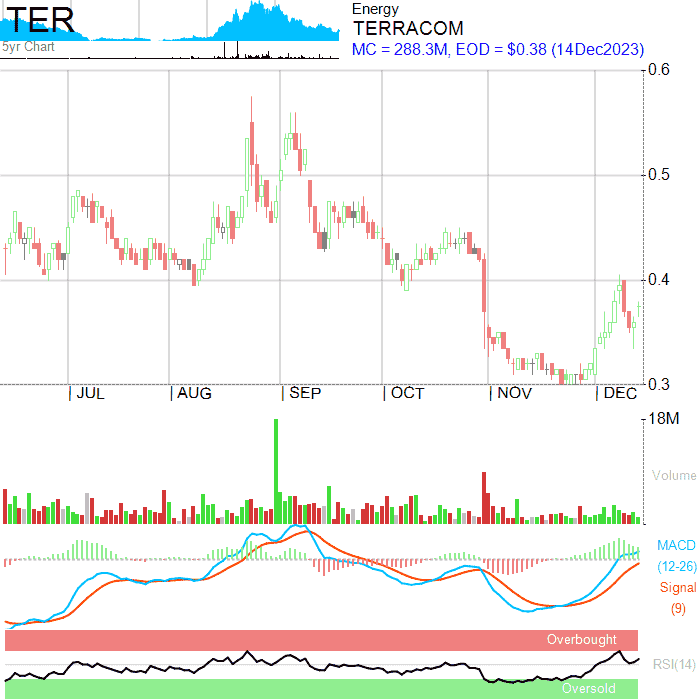 TER
5yr Chart
Energy
TERRACOM
MC = 288.3M, EOD = $0.38 (14Dec2023)
0.6
0.5
0.4
0.3
JUL AUG SEP OCT NOV DEC
18M
Volume
MACD
(12-26)
Signal
(9)
Overbought
RSI(14)
Oversold